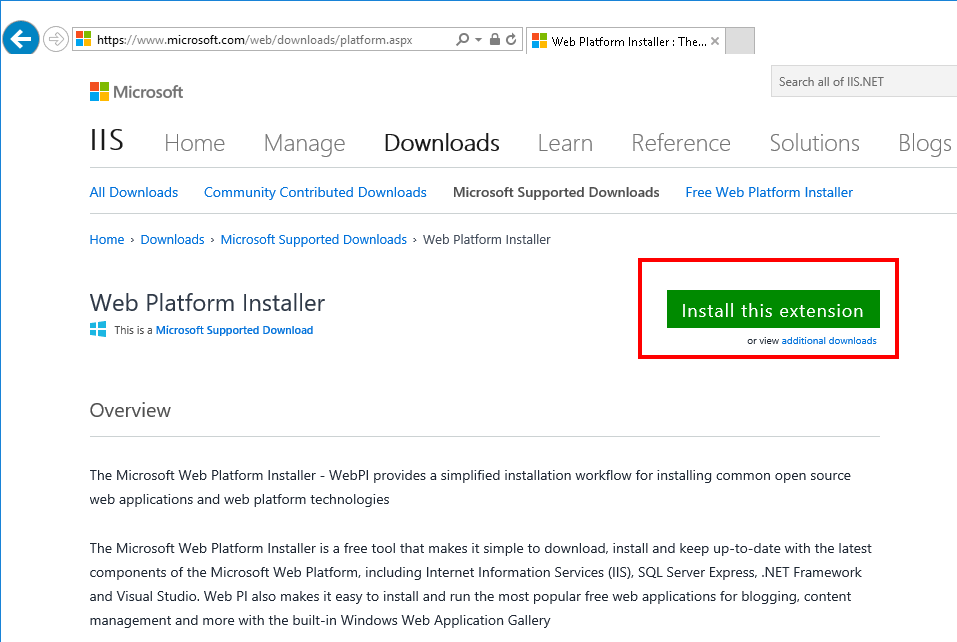 https://www.microsoft.com/web/downloads/platform.aspx
Web Platform Installer : The...
Microsoft
Search all of IIS.NET
IIS Home Manage Downloads Learn Reference Solutions Blogs
All Downloads Community Contributed Downloads Microsoft Supported Downloads Free Web Platform Installer
Home › Downloads › Microsoft Supported Downloads › Web Platform Installer
Web Platform Installer
This is a Microsoft Supported Download
Install this extension
or view additional downloads
Overview
The Microsoft Web Platform Installer - WebPI provides a simplified installation workflow for installing common open source
web applications and web platform technologies
The Microsoft Web Platform Installer is a free tool that makes it simple to download, install and keep up-to-date with the latest
components of the Microsoft Web Platform, including Internet Information Services (IIS), SQL Server Express, .NET Framework
and Visual Studio. Web PI also makes it easy to install and run the most popular free web applications for blogging, content
management and more with the built-in Windows Web Application Gallery